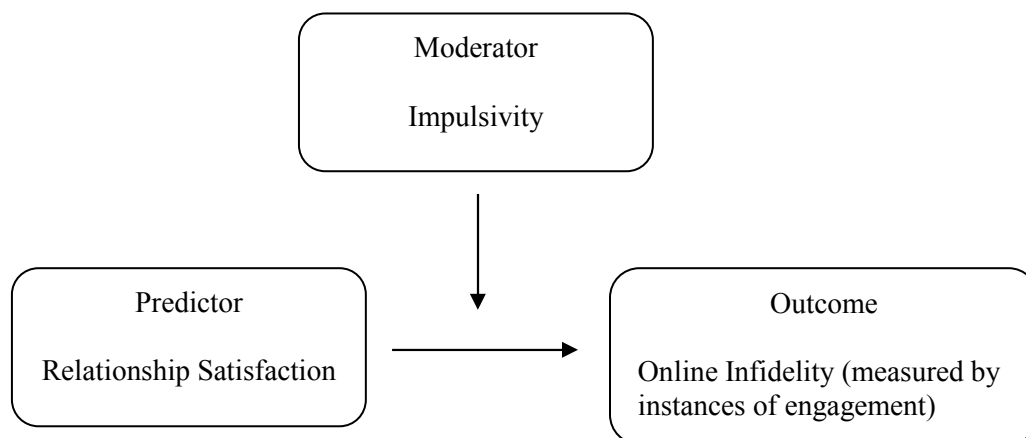 Moderator
Impulsivity
Predictor
Relationship Satisfaction
Outcome
Online Infidelity (measured by
instances of engagement)